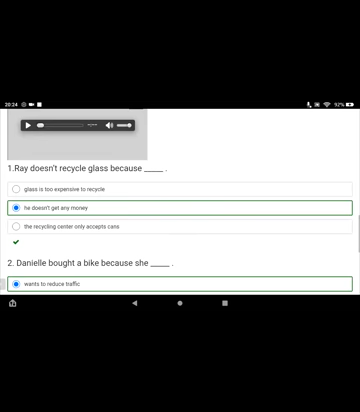 20:24
92%
1.Ray doesn't recycle glass because _____ .
glass is too expensive to recycle
he doesn't get any money
the recycling center only accepts cans
2. Danielle bought a bike because she _____ .
wants to reduce traffic